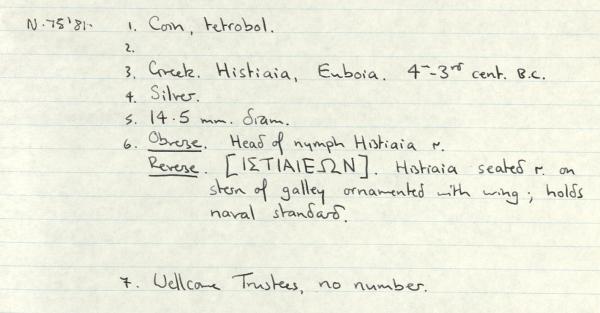 N.75'81. 1. Coin, tetrobol.
2.
3. Greek. Histiaia, Euboia. 4th-3rd cent. B.C.
4. Silver.
5. 14.5 mm. diam.
6. Obverse. Head of nymph Histiaia r.
Reverse. [ΙΣΤΙΑΙΕΩΝ]. Histiaia seated r. on
stern of galley ornamented with wing; holds
naval standard.
7. Wellcome Trustees, no number.